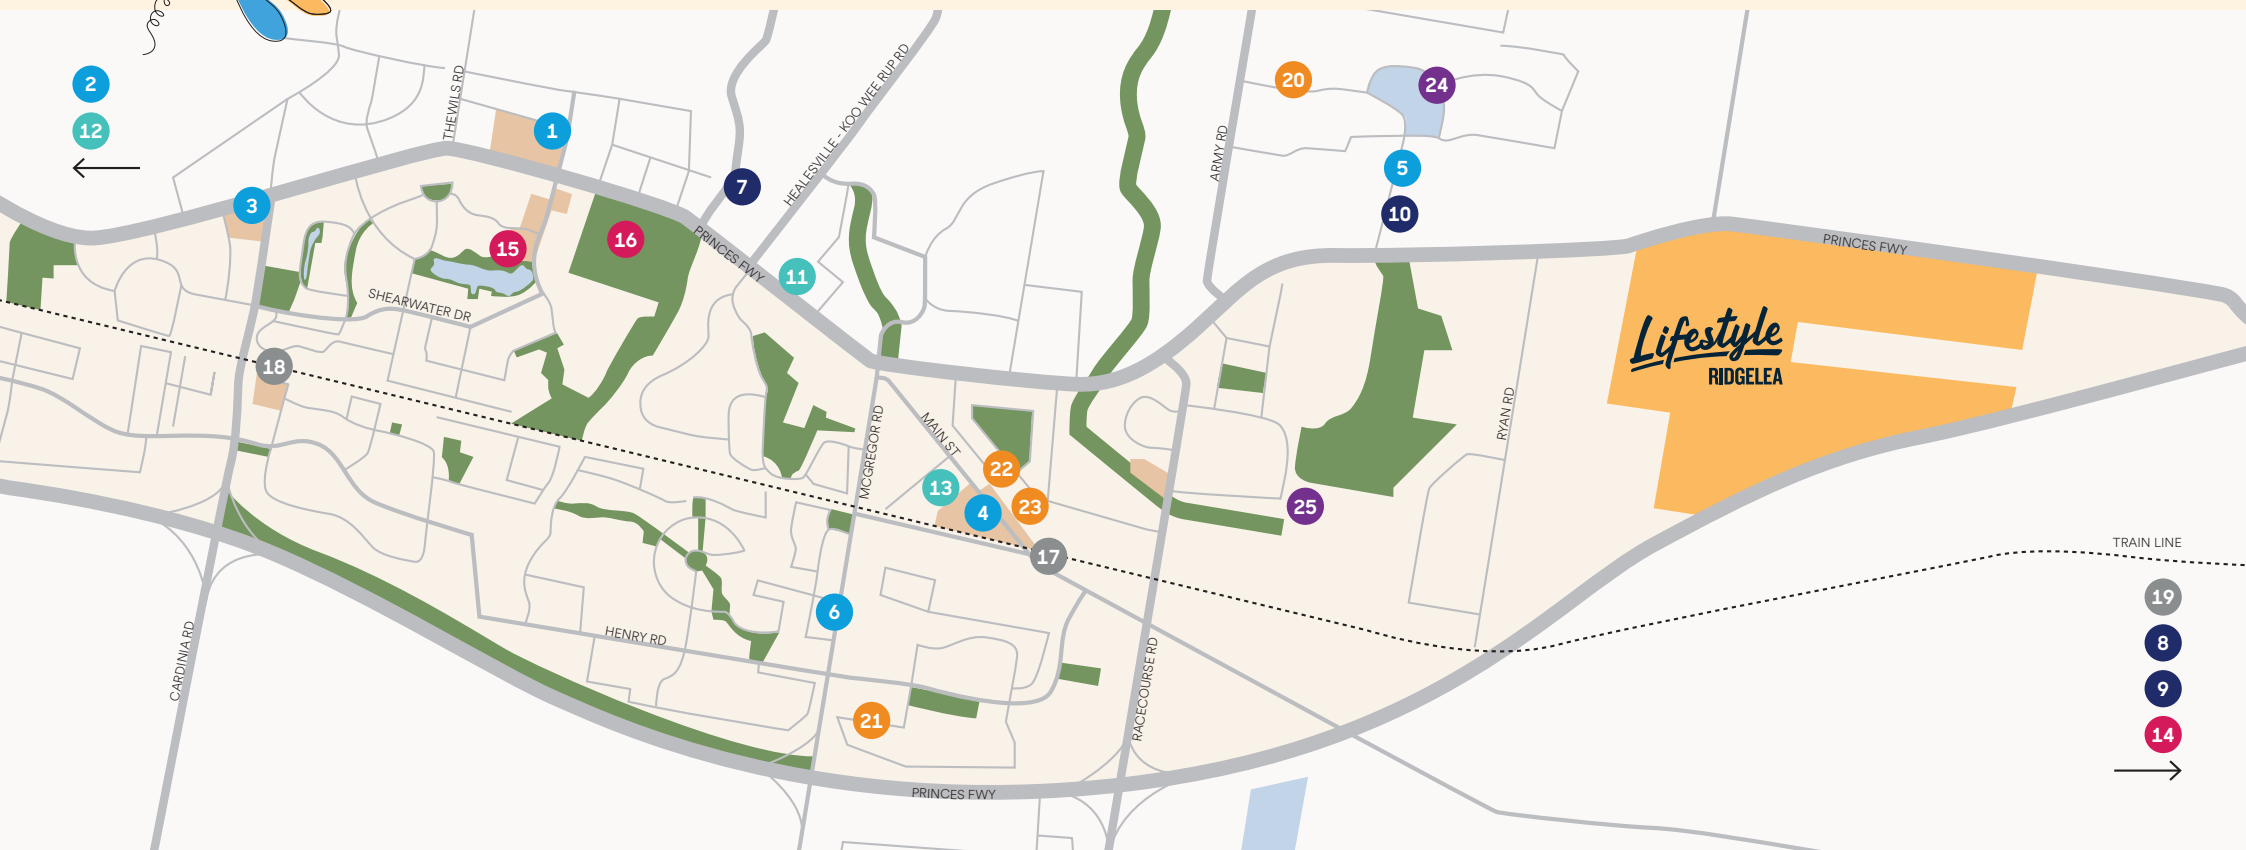 2
12
THEWILS RD
1
3
7
HEALESVILLE - KOO WEE RUP RD
15
16
PRINCES FWY
11
SHEARWATER DR
18
20
24
ARMY RD
5
10
PRINCES FWY
Lifestyle
RIDGELEA
RYAN RD
MCGREGOR RD
MAIN ST
22
13
4
23
25
17
6
HENRY RD
CARDINIA RD
21
RACECOURSE RD
PRINCES FWY
TRAIN LINE
19
8
9
14